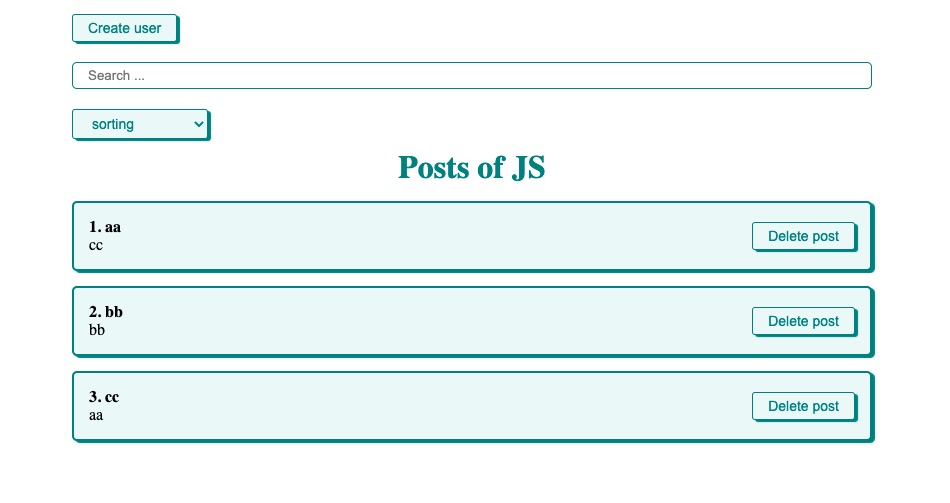 Create user
Search ...
sorting
Posts of JS
1. aa
cc
Delete post
2. bb
bb
Delete post
3. cc
aa
Delete post